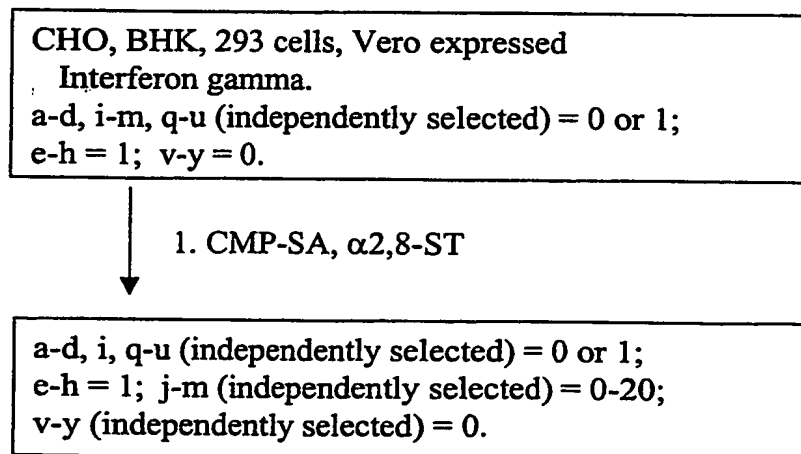 CHO, BHK, 293 cells, Vero expressed
Interferon gamma.
a-d, i-m, q-u (independently selected) = 0 or 1;
e-h = 1; v-y = 0.
1. CMP-SA, α2,8-ST
a-d, i, q-u (independently selected) = 0 or 1;
e-h = 1; j-m (independently selected) = 0-20;
v-y (independently selected) = 0.